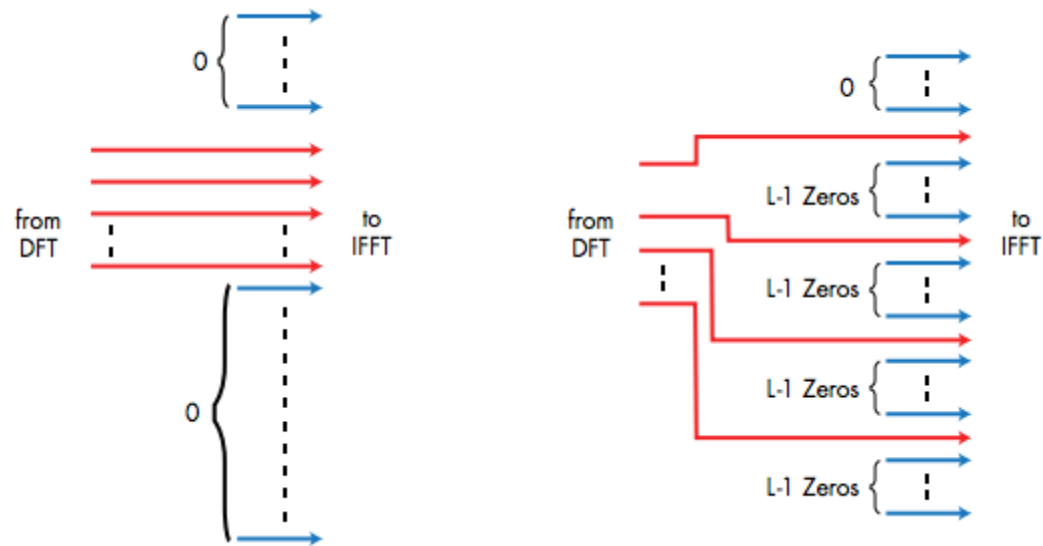 0
from
DFT
to
IFFT
0
0
from
DFT
L-1 Zeros
L-1 Zeros
L-1 Zeros
L-1 Zeros
to
IFFT